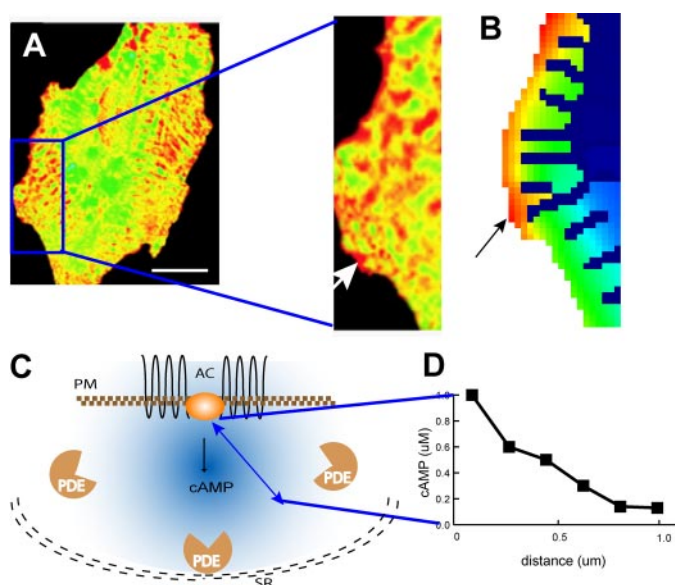 A
B
C
AC
PM
cAMP
PDE
PDE
PDE
SR
D
cAMP (uM)
1.0
0.8
0.6
0.4
0.2
0.0
0
0.5
1.0
distance (um)